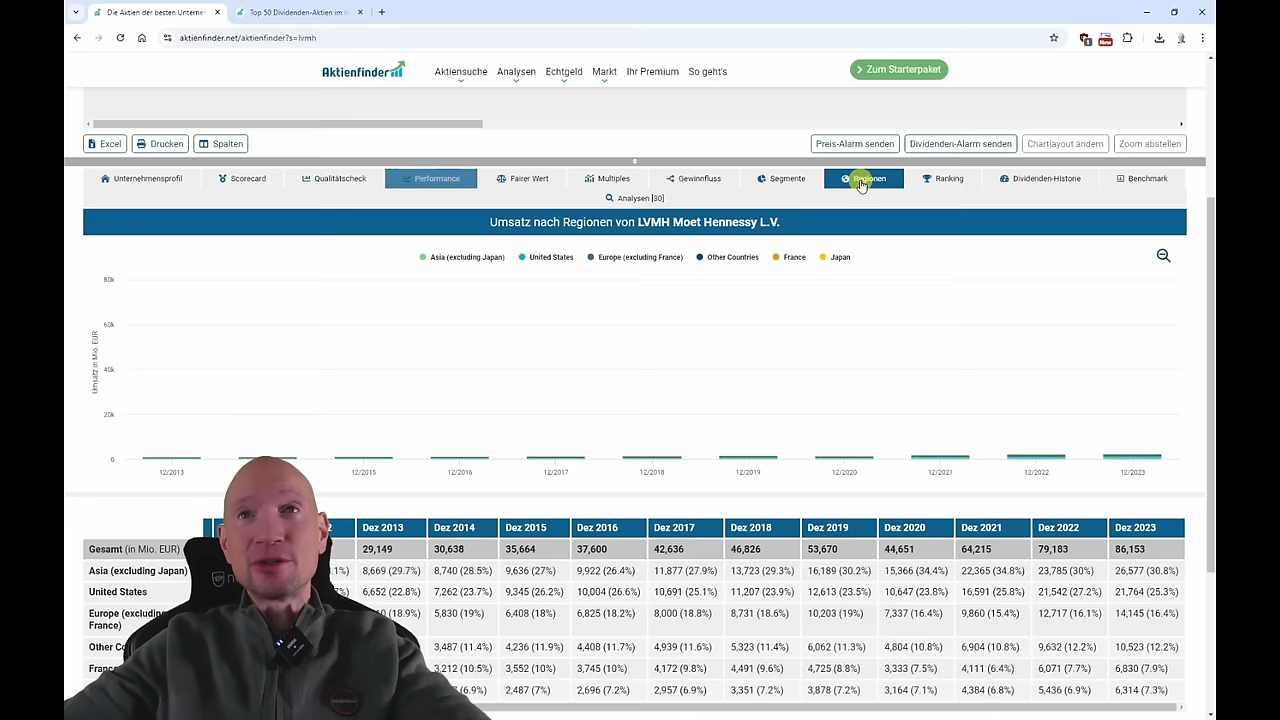 Die Aktien der besten Unterne
Top 50 Dividenden-Aktien im
aktienfinder.net/aktienfinder?s=lvmh
New
Aktienfinder
Aktiensuche Analysen Echtgeld Markt Ihr Premium So geht's
Zum Starterpaket
Excel Drucken Spalten
Preis-Alarm senden Dividenden-Alarm senden Chartlayout ändern Zoom abstellen
Unternehmensprofil Scorecard Qualitätscheck Performance Fairer Wert Multiples Gewinnfluss Segmente Regionen Ranking Dividenden-Historie Benchmark
Analysen [30]
Umsatz nach Regionen von LVMH Moet Hennessy L.V.
Asia (excluding Japan) United States Europe (excluding France) Other Countries France Japan
Umsatz in Mio. EUR
80k
60k
40k
20k
0
12/2013 12/2015 12/2016 12/2017 12/2018 12/2019 12/2020 12/2021 12/2022 12/2023
Dez 2013 Dez 2014 Dez 2015 Dez 2016 Dez 2017 Dez 2018 Dez 2019 Dez 2020 Dez 2021 Dez 2022 Dez 2023
Gesamt (in Mio. EUR) 29,149 30,638 35,664 37,600 42,636 46,826 53,670 44,651 64,215 79,183 86,153
Asia (excluding Japan) 8,669 (29.7%) 8,740 (28.5%) 9,636 (27%) 9,922 (26.4%) 11,877 (27.9%) 13,723 (29.3%) 16,189 (30.2%) 15,366 (34.4%) 22,365 (34.8%) 23,785 (30%) 26,577 (30.8%)
United States 6,652 (22.8%) 7,262 (23.7%) 9,345 (26.2%) 10,004 (26.6%) 10,691 (25.1%) 11,207 (23.9%) 12,613 (23.5%) 10,647 (23.8%) 16,591 (25.8%) 21,542 (27.2%) 21,764 (25.3%)
Europe (excluding (18.9%) 5,830 (19%) 6,408 (18%) 6,825 (18.2%) 8,000 (18.8%) 8,731 (18.6%) 10,203 (19%) 7,337 (16.4%) 9,860 (15.4%) 12,717 (16.1%) 14,145 (16.4%)
France)
Other 3,487 (11.4%) 4,236 (11.9%) 4,408 (11.7%) 4,939 (11.6%) 5,323 (11.4%) 6,062 (11.3%) 4,804 (10.8%) 6,904 (10.8%) 9,632 (12.2%) 10,523 (12.2%)
3,212 (10.5%) 3,552 (10%) 3,745 (10%) 4,172 (9.8%) 4,491 (9.6%) 4,725 (8.8%) 3,333 (7.5%) 4,111 (6.4%) 6,071 (7.7%) 6,830 (7.9%)
2,487 (7%) 2,696 (7.2%) 2,957 (6.9%) 3,351 (7.2%) 3,878 (7.2%) 3,164 (7.1%) 4,384 (6.8%) 5,436 (6.9%) 6,314 (7.3%)